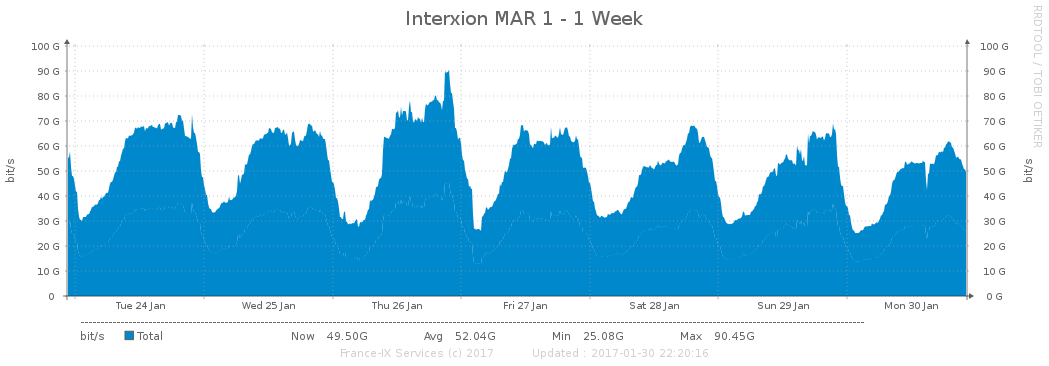 Interxion MAR 1 - 1 Week
RRDTOOL / TOBI OETIKER
100 G 100 G
90 G 90 G
80 G 80 G
70 G 70 G
60 G 60 G
50 G 50 G
40 G 40 G
30 G 30 G
20 G 20 G
10 G 10 G
0 0 G
bit/s
bit/s
Tue 24 Jan Wed 25 Jan Thu 26 Jan Fri 27 Jan Sat 28 Jan Sun 29 Jan Mon 30 Jan
bit/s Total Now 49.50G Avg 52.04G Min 25.08G Max 90.45G
France-IX Services (c) 2017 Updated : 2017-01-30 22:20:16